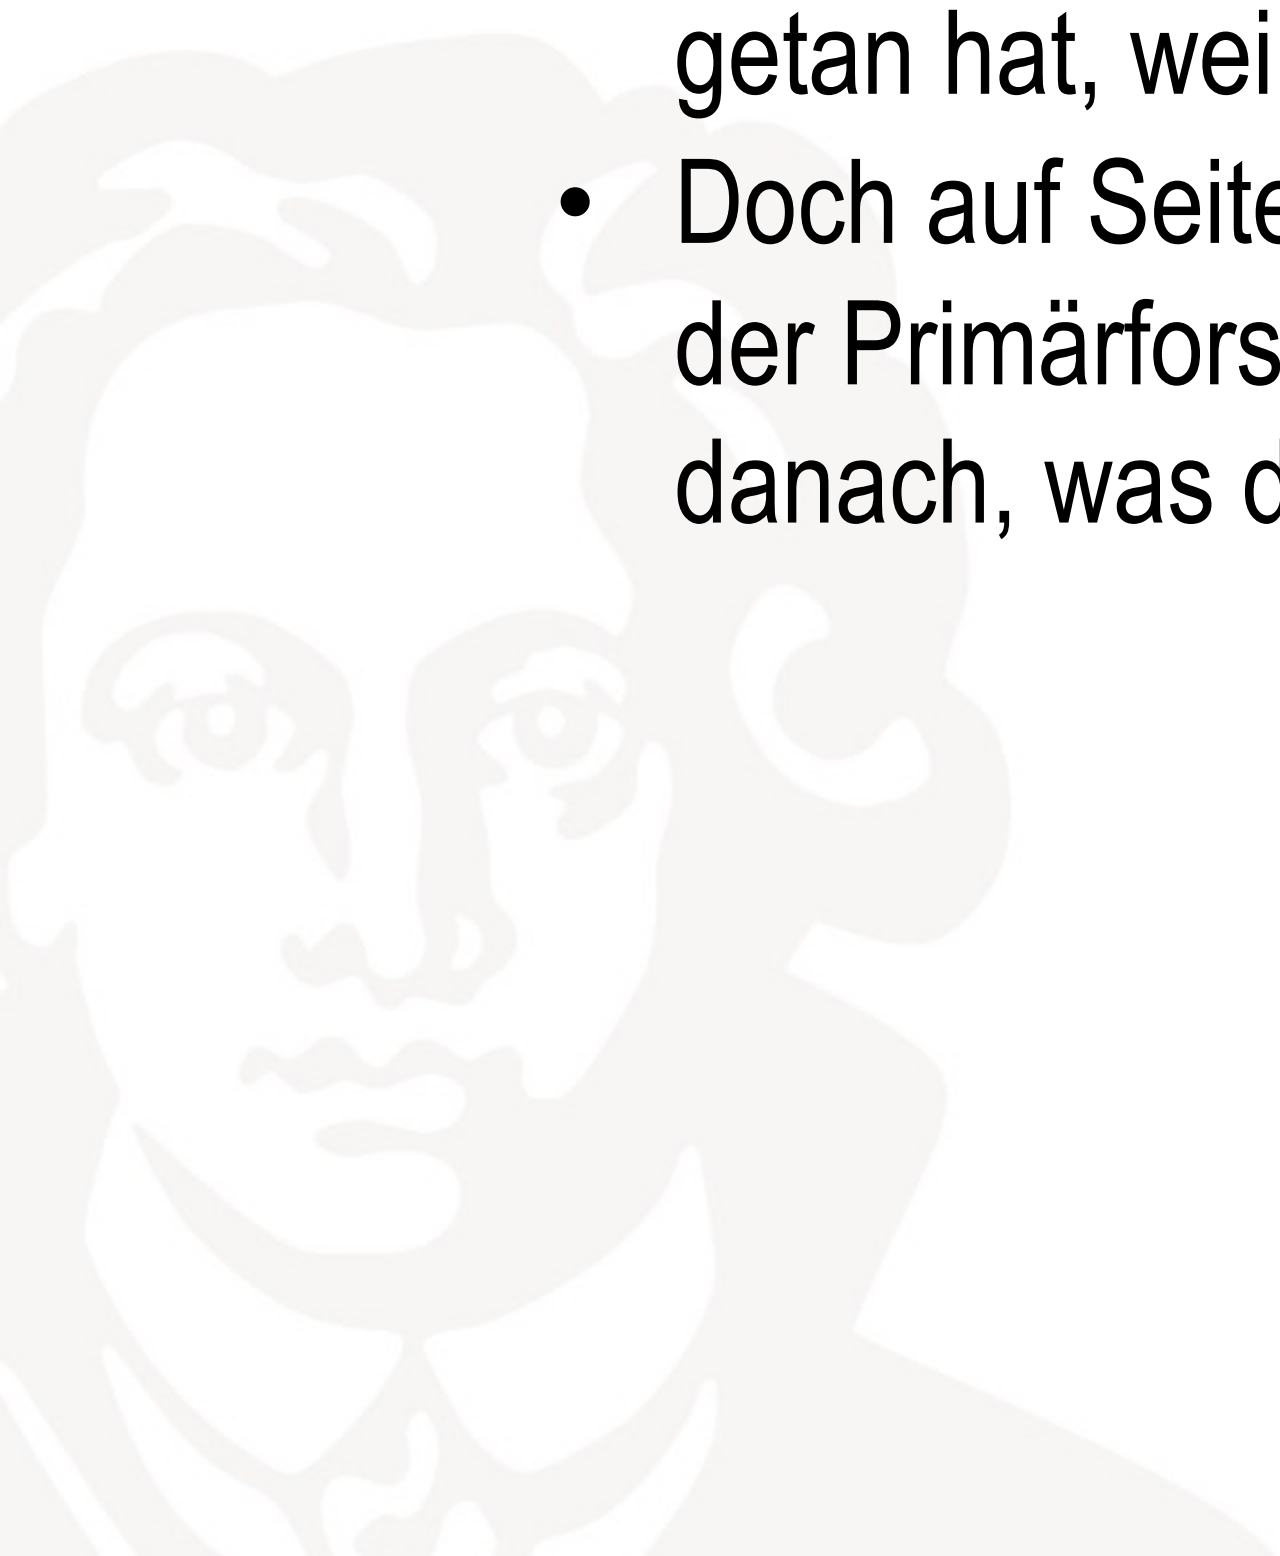 getan hat, wei
• Doch auf Seite
der Primärfors
danach, was d